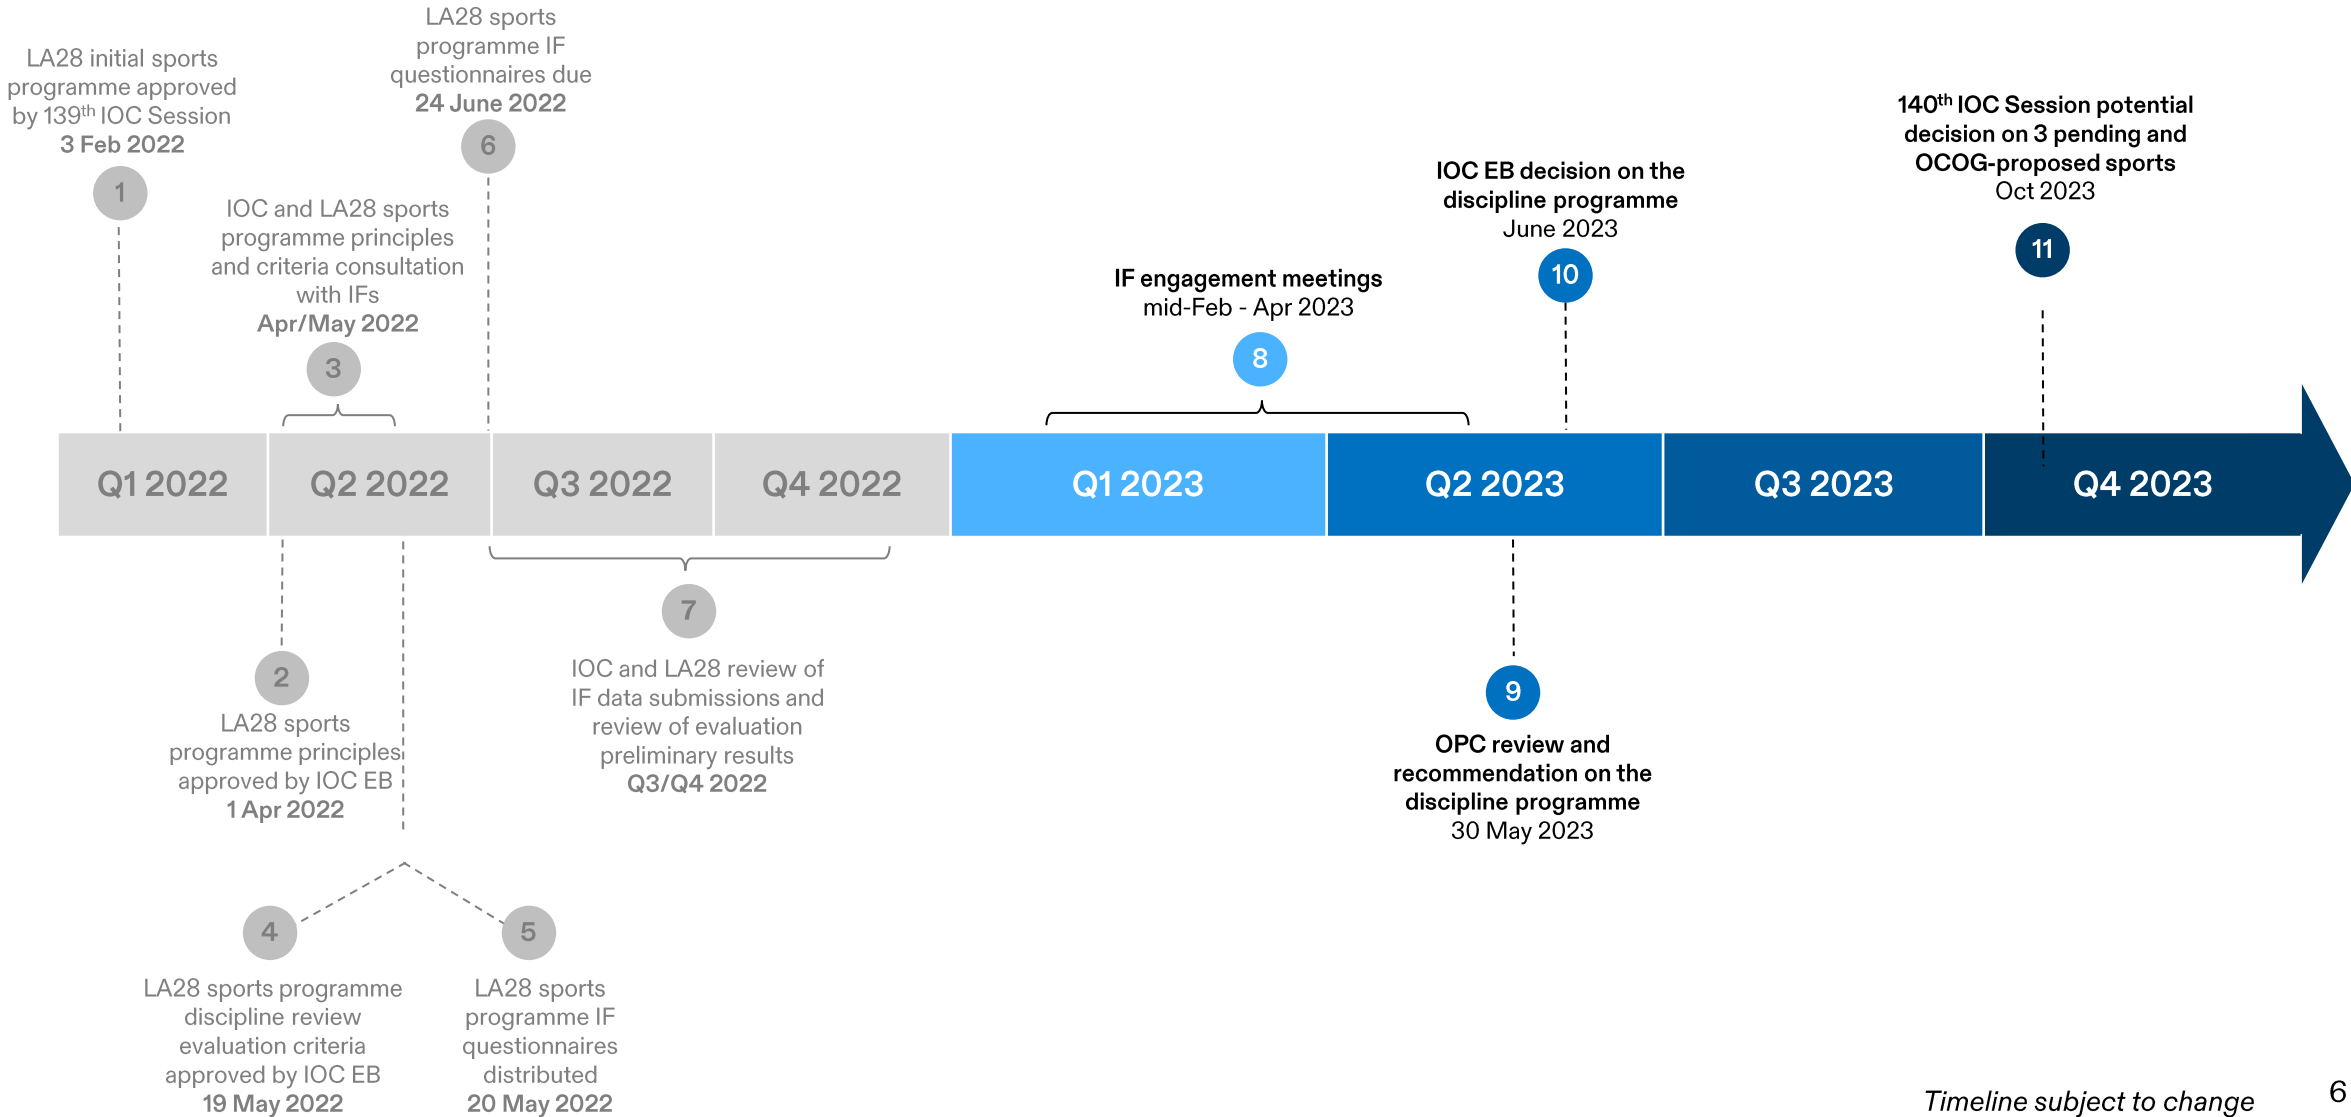 LA28 initial sports
programme approved
by 139th IOC Session
3 Feb 2022
1
IOC and LA28 sports
programme principles
and criteria consultation
with IFs
Apr/May 2022
3
LA28 sports
programme IF
questionnaires due
24 June 2022
6
IF engagement meetings
mid-Feb - Apr 2023
8
IOC EB decision on the
discipline programme
June 2023
10
140th IOC Session potential
decision on 3 pending and
OCOG-proposed sports
Oct 2023
11
Q1 2022
Q2 2022
Q3 2022
Q4 2022
Q1 2023
Q2 2023
Q3 2023
Q4 2023
2
LA28 sports
programme principles
approved by IOC EB
1 Apr 2022
4
LA28 sports programme
discipline review
evaluation criteria
approved by IOC EB
19 May 2022
5
LA28 sports
programme IF
questionnaires
distributed
20 May 2022
7
IOC and LA28 review of
IF data submissions and
review of evaluation
preliminary results
Q3/Q4 2022
9
OPC review and
recommendation on the
discipline programme
30 May 2023
Timeline subject to change
6